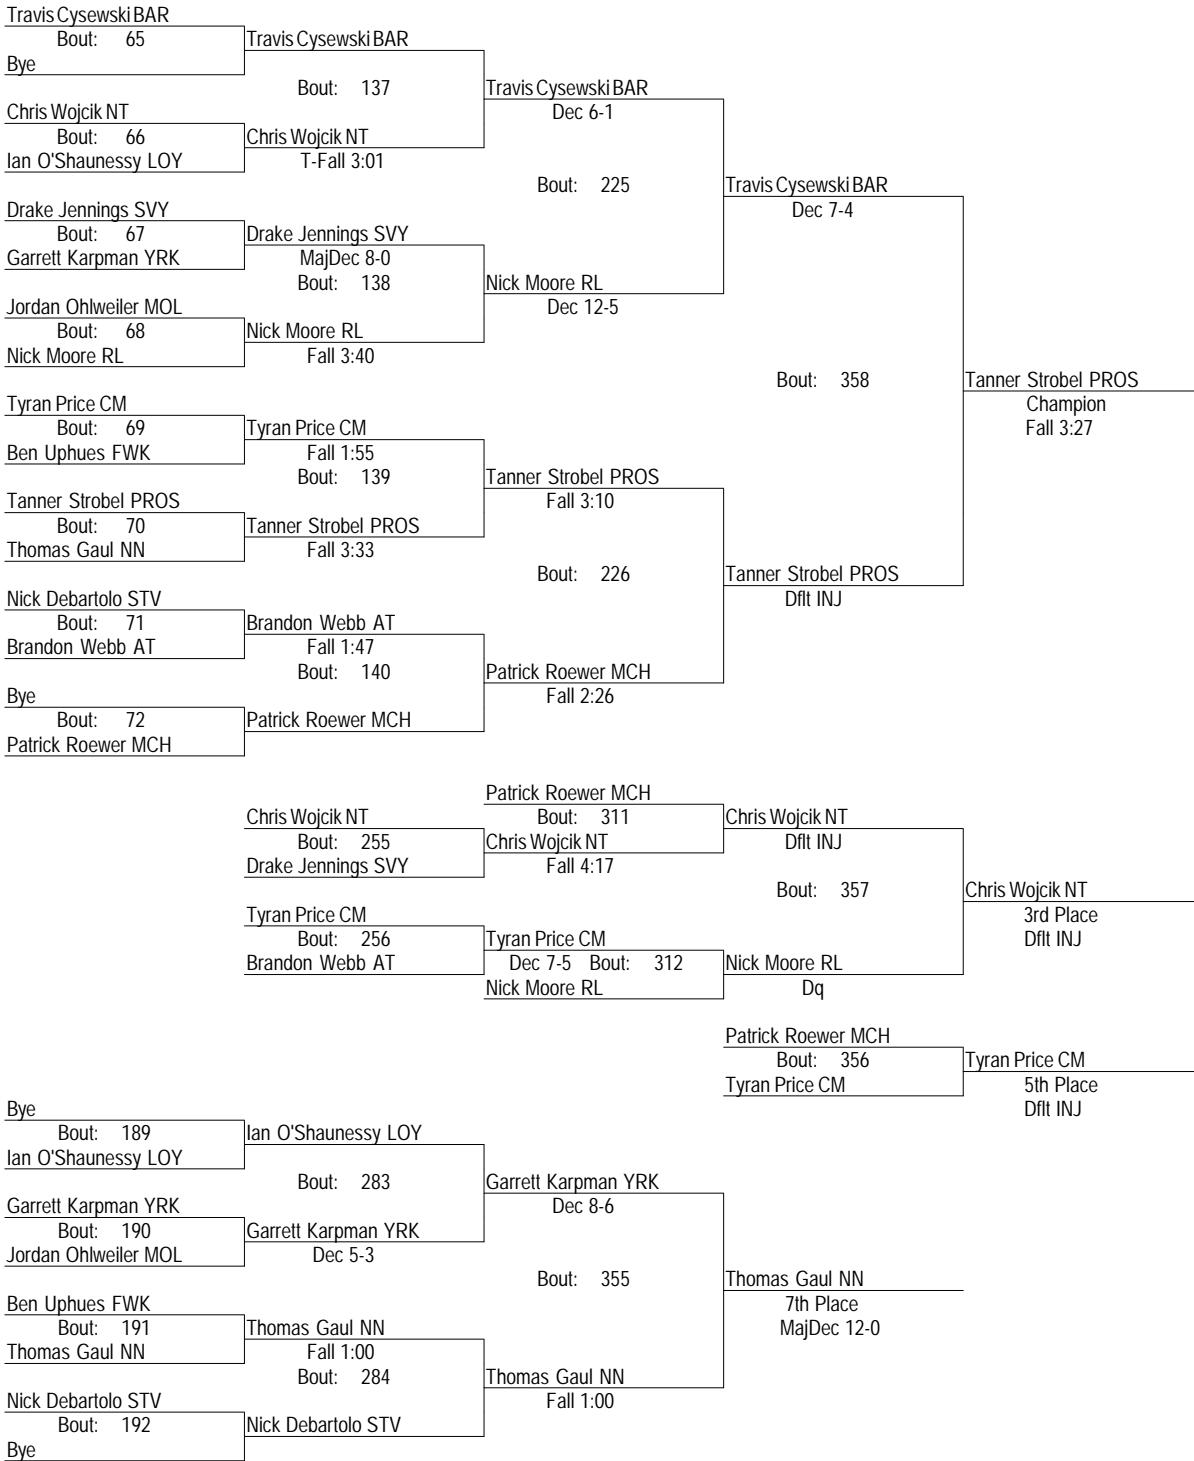 Travis Cysewski BAR
Bout: 65
Travis Cysewski BAR
Bye
Bout: 137
Travis Cysewski BAR
Chris Wojcik NT
Dec 6-1
Bout: 66
Chris Wojcik NT
Ian O'Shaunessy LOY
T-Fall 3:01
Bout: 225
Travis Cysewski BAR
Drake Jennings SVY
Dec 7-4
Bout: 67
Drake Jennings SVY
Garrett Karpman YRK
MajDec 8-0
Bout: 138
Nick Moore RL
Jordan Ohlweiler MOL
Dec 12-5
Bout: 68
Nick Moore RL
Nick Moore RL
Fall 3:40
Bout: 358
Tanner Strobel PROS
Tyran Price CM
Champion
Bout: 69
Tyran Price CM
Fall 3:27
Ben Uphues FWK
Fall 1:55
Bout: 139
Tanner Strobel PROS
Tanner Strobel PROS
Fall 3:10
Bout: 70
Tanner Strobel PROS
Thomas Gaul NN
Fall 3:33
Bout: 226
Tanner Strobel PROS
Nick Debartolo STV
Dflt INJ
Bout: 71
Brandon Webb AT
Brandon Webb AT
Fall 1:47
Bout: 140
Patrick Roewer MCH
Bye
Fall 2:26
Bout: 72
Patrick Roewer MCH
Patrick Roewer MCH
Patrick Roewer MCH
Chris Wojcik NT
Bout: 311
Chris Wojcik NT
Bout: 255
Chris Wojcik NT
Dflt INJ
Drake Jennings SVY
Fall 4:17
Bout: 357
Chris Wojcik NT
Tyran Price CM
3rd Place
Bout: 256
Tyran Price CM
Dflt INJ
Brandon Webb AT
Dec 7-5 Bout: 312
Nick Moore RL
Nick Moore RL
Dq
Patrick Roewer MCH
Bout: 356
Tyran Price CM
Tyran Price CM
5th Place
Dflt INJ
Bye
Bout: 189
Ian O'Shaunessy LOY
Ian O'Shaunessy LOY
Bout: 283
Garrett Karpman YRK
Garrett Karpman YRK
Dec 8-6
Bout: 190
Garrett Karpman YRK
Jordan Ohlweiler MOL
Dec 5-3
Bout: 355
Thomas Gaul NN
Ben Uphues FWK
7th Place
Bout: 191
Thomas Gaul NN
MajDec 12-0
Thomas Gaul NN
Fall 1:00
Bout: 284
Thomas Gaul NN
Nick Debartolo STV
Fall 1:00
Bout: 192
Nick Debartolo STV
Bye